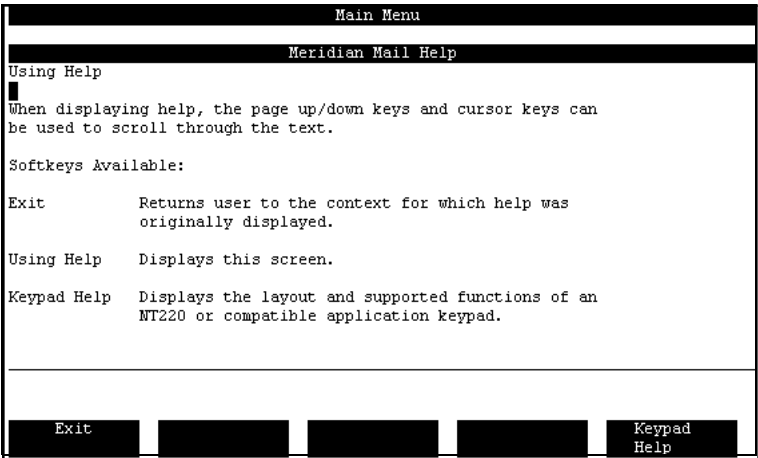 Main Menu
Meridian Mail Help
Using Help
When displaying help, the page up/down keys and cursor keys can
be used to scroll through the text.
Softkeys Available:
Exit Returns user to the context for which help was
originally displayed.
Using Help Displays this screen.
Keypad Help Displays the layout and supported functions of an
NT220 or compatible application keypad.
Exit
Keypad
Help